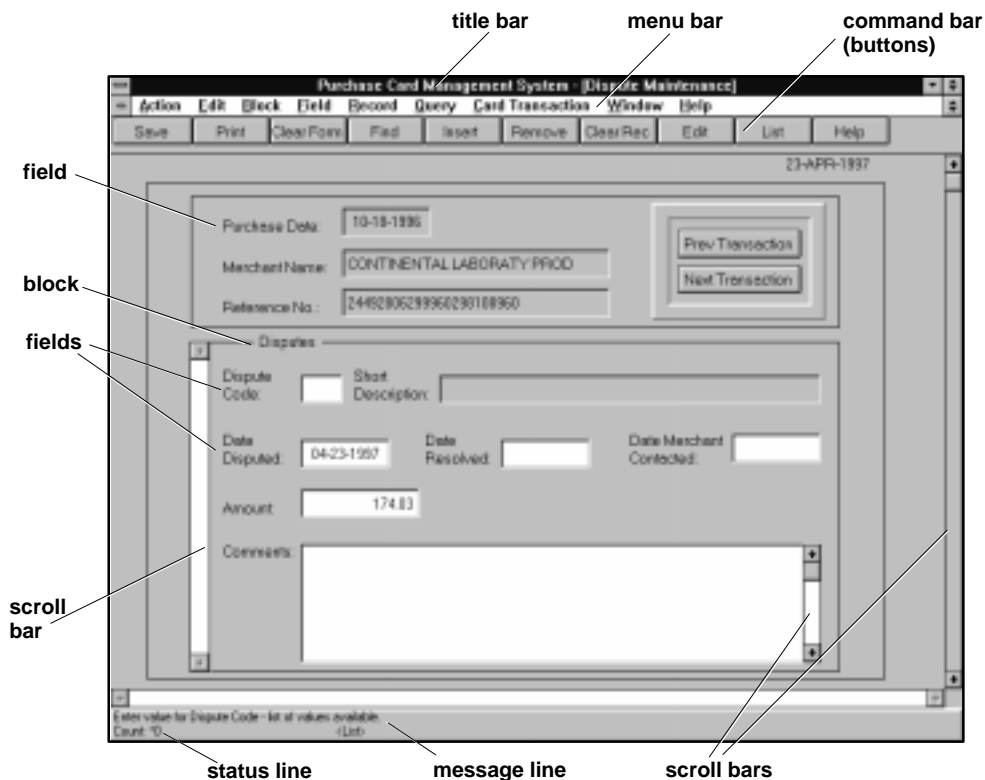 title bar menu bar command bar
(buttons)
Purchase Card Management System - [Dispute Maintenance]
Action Edit Block Field Record Query Card Transaction Window Help
Save Print Clear Form Find Insert Remove Clear Rec Edit List Help
23-APR-1997
field
Purchase Date: 10-18-1996
Prev Transaction
Merchant Name: CONTINENTAL LABORATY PROD
Next Transaction
block
Reference No.: 24492806299960298108960
fields
Disputes
Dispute Code: Short Description:
Date Disputed: 04-23-1997 Date Resolved: Date Merchant Contacted:
Amount: 174.03
Comments:
scroll
bar
Enter value for Dispute Code - list of values available.
Count: *0 <List>
status line message line scroll bars